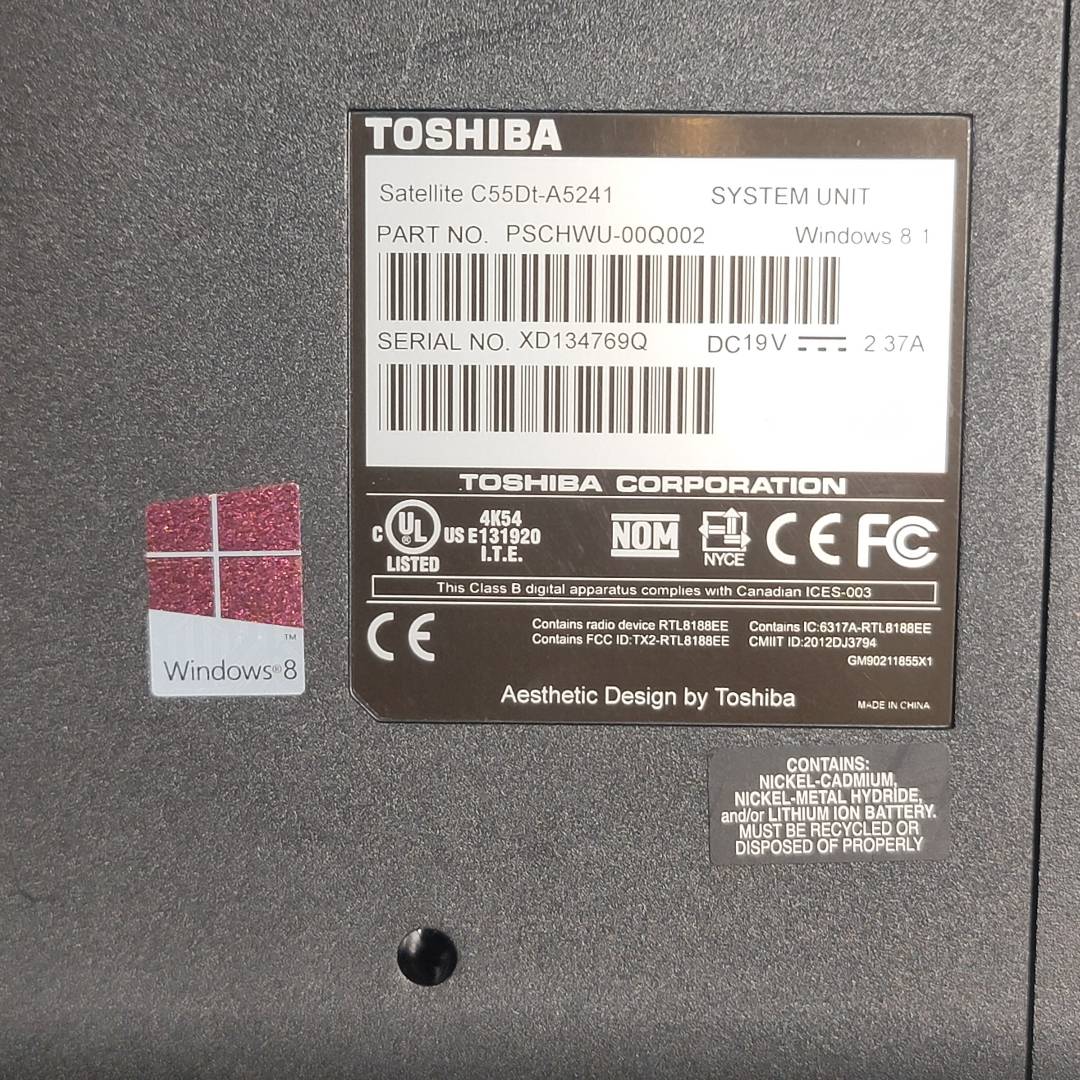 TOSHIBA
Satellite C55Dt-A5241 SYSTEM UNIT
PART NO. PSCHWU-00Q002 Windows 8 1
SERIAL NO. XD134769Q DC19V 2 37A
TOSHIBA CORPORATION
C UL® US LISTED
4K54
E131920
I.T.E.
NOM
NYCE
CE FC
This Class B digital apparatus complies with Canadian ICES-003
CE
Contains radio device RTL8188EE Contains IC:6317A-RTL8188EE
Contains FCC ID:TX2-RTL8188EE CMIIT ID:2012DJ3794
GM90211855X1
Aesthetic Design by Toshiba
MADE IN CHINA
TM
Windows®8
CONTAINS:
NICKEL-CADMIUM,
NICKEL-METAL HYDRIDE,
and/or LITHIUM ION BATTERY.
MUST BE RECYCLED OR
DISPOSED OF PROPERLY